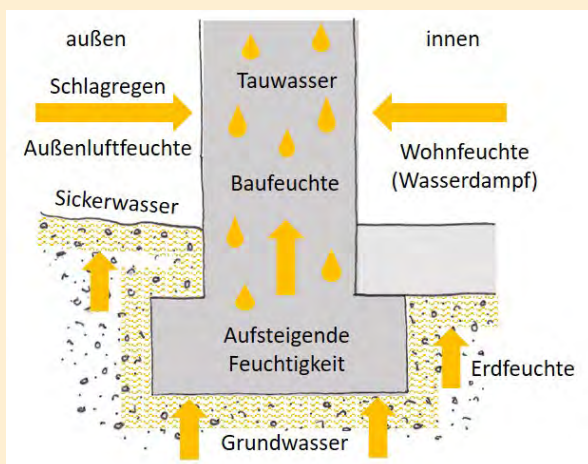 außen
innen
Schlagregen
Tauwasser
Außenluftfeuchte
Wohnfeuchte
(Wasserdampf)
Baufeuchte
Sickerwasser
Aufsteigende
Feuchtigkeit
Erdfeuchte
Grundwasser